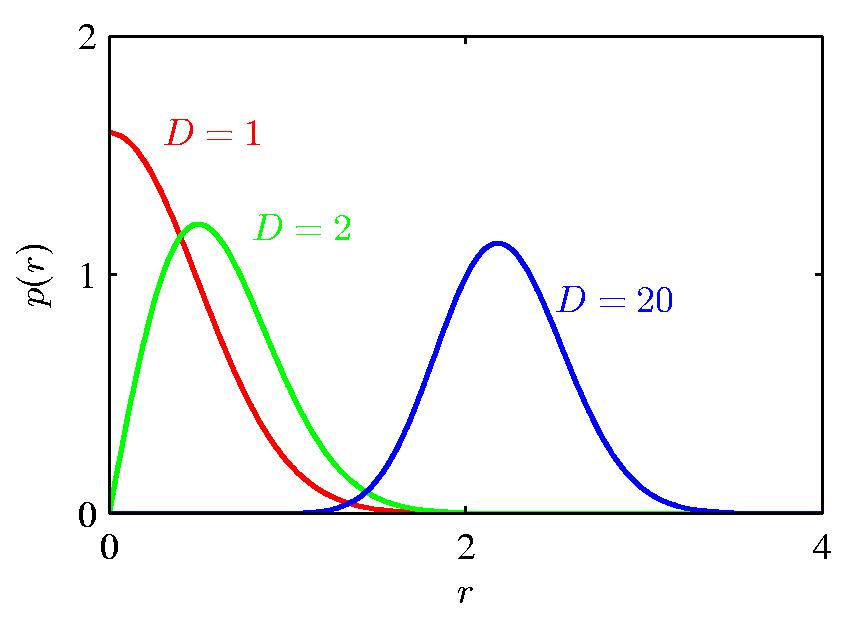 2
D = 1
D = 2
1
p(r)
D = 20
0
0
2
4
r